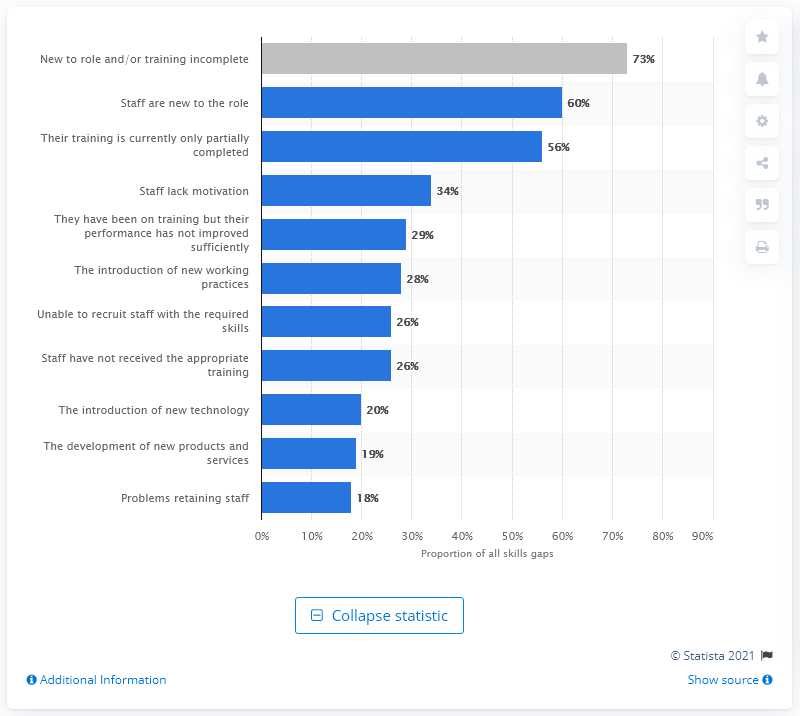 New to role and/or training incomplete
73%
Staff are new to the role
60%
Their training is currently only partially
completed
56%
Staff lack motivation
34%
They have been on training but their
performance has not improved
sufficiently
29%
The introduction of new working
practices
28%
Unable to recruit staff with the required
skills
26%
Staff have not received the appropriate
training
26%
The introduction of new technology
20%
The development of new products and
services
19%
Problems retaining staff
18%
0% 10% 20% 30% 40% 50% 60% 70% 80% 90%
Proportion of all skills gaps
Collapse statistic
© Statista 2021
Additional Information
Show source